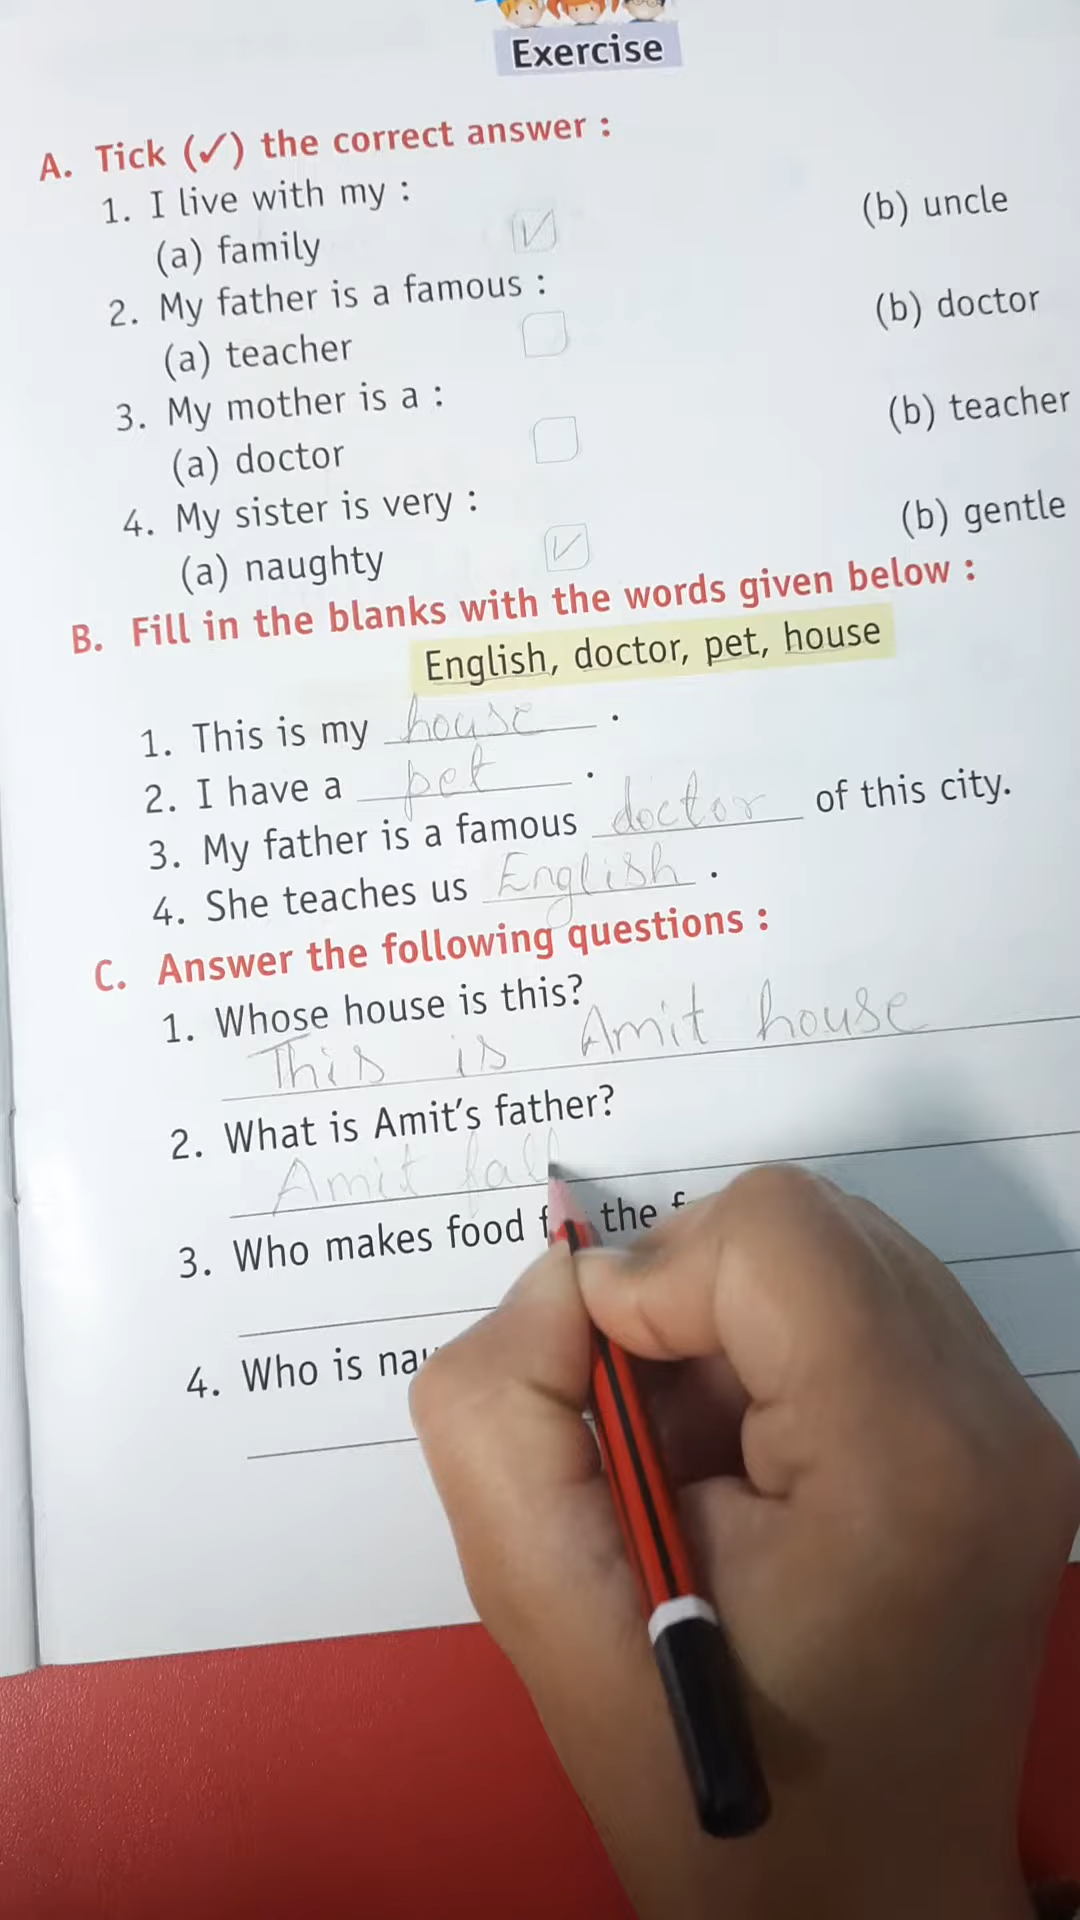 Exercise
A. Tick (✓) the correct answer :
1. I live with my :
(a) family ✓ (b) uncle
2. My father is a famous :
(a) teacher (b) doctor
3. My mother is a :
(a) doctor (b) teacher
4. My sister is very :
(a) naughty ✓ (b) gentle
B. Fill in the blanks with the words given below :
English, doctor, pet, house
1. This is my house .
2. I have a pet .
3. My father is a famous doctor of this city.
4. She teaches us English .
C. Answer the following questions :
1. Whose house is this?
This is Amit house
2. What is Amit's father?
Amit
3. Who makes food the
4. Who is